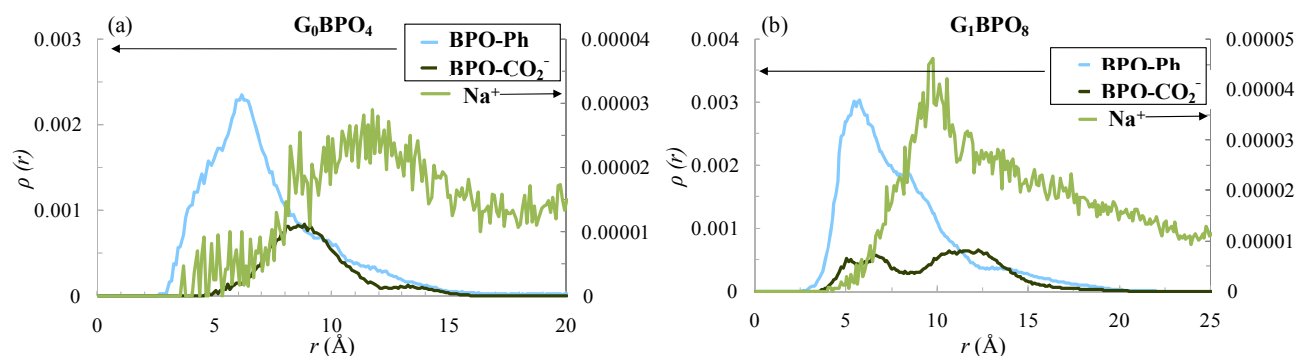 (a)
G₀BPO₄
0.003
0.002
0.001
0
ρ (r)
0.00004
0.00003
0.00002
0.00001
0
BPO-Ph
BPO-CO₂⁻
Na⁺
0 5 10 15 20
r (Å)
(b)
G₁BPO₈
0.004
0.003
0.002
0.001
0
ρ (r)
0.00005
0.00004
0.00003
0.00002
0.00001
0
BPO-Ph
BPO-CO₂⁻
Na⁺
0 5 10 15 20 25
r (Å)